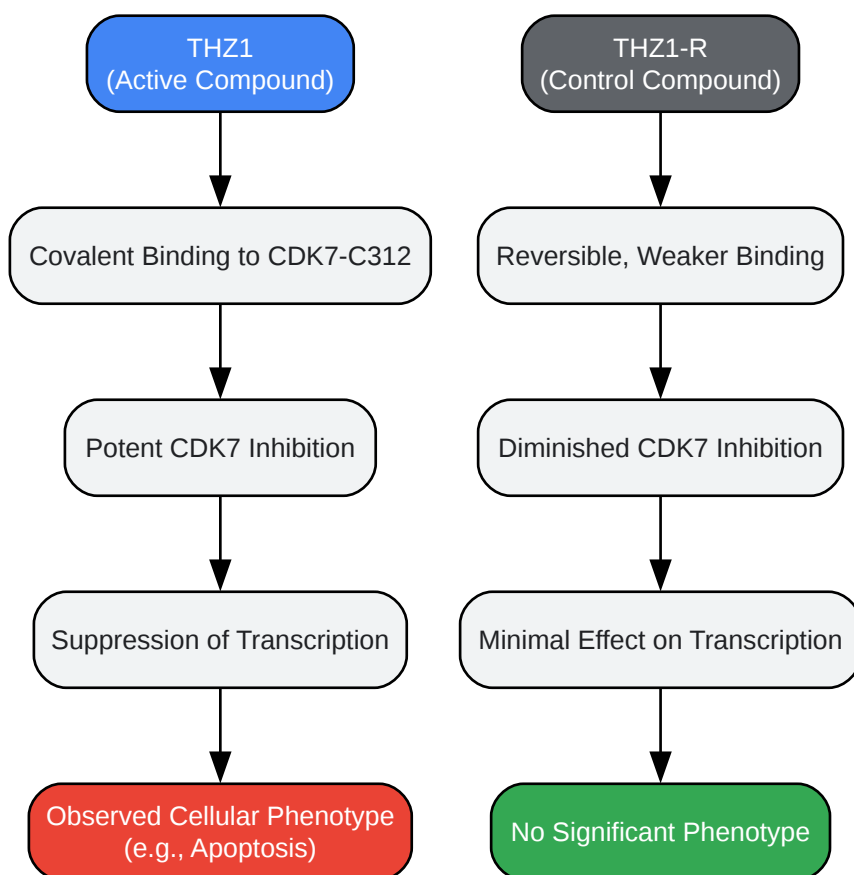 THZ1
(Active Compound)
Covalent Binding to CDK7-C312
Potent CDK7 Inhibition
Suppression of Transcription
Observed Cellular Phenotype
(e.g., Apoptosis)
THZ1-R
(Control Compound)
Reversible, Weaker Binding
Diminished CDK7 Inhibition
Minimal Effect on Transcription
No Significant Phenotype